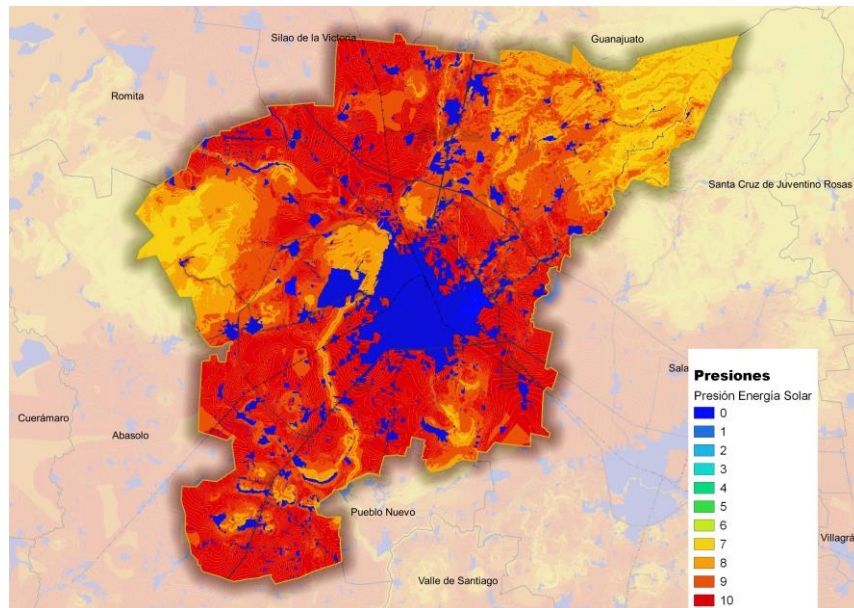 Silao de la Victoria
Guanajuato
Romita
Santa Cruz de Juventino Rosas
Sala
Cuerámaro
Abasolo
Pueblo Nuevo
Valle de Santiago
Villagrá
Presiones
Presión Energía Solar
0
1
2
3
4
5
6
7
8
9
10